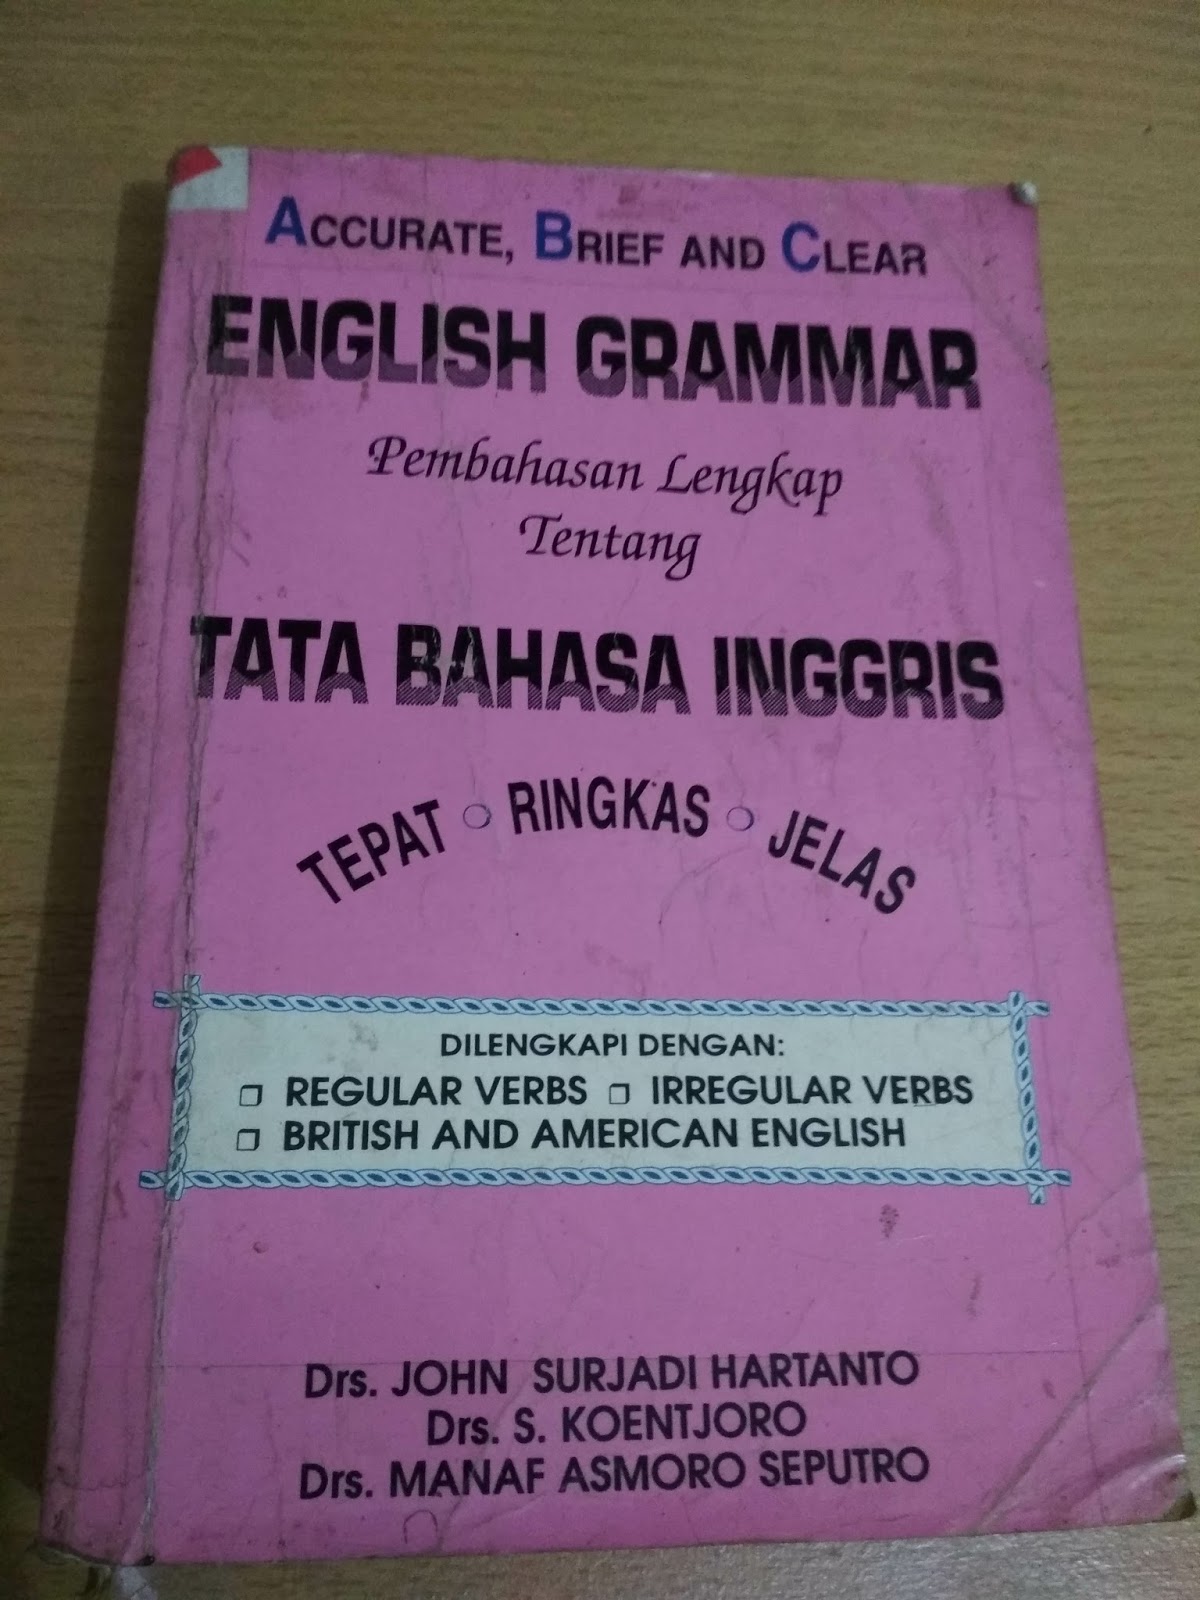 ACCURATE, BRIEF AND CLEAR
ENGLISH GRAMMAR
Pembahasan Lengkap
Tentang
TATA BAHASA INGGRIS
TEPAT ○ RINGKAS ○ JELAS
DILENGKAPI DENGAN:
❐ REGULAR VERBS ❐ IRREGULAR VERBS
❐ BRITISH AND AMERICAN ENGLISH
Drs. JOHN SURJADI HARTANTO
Drs. S. KOENTJORO
Drs. MANAF ASMORO SEPUTRO